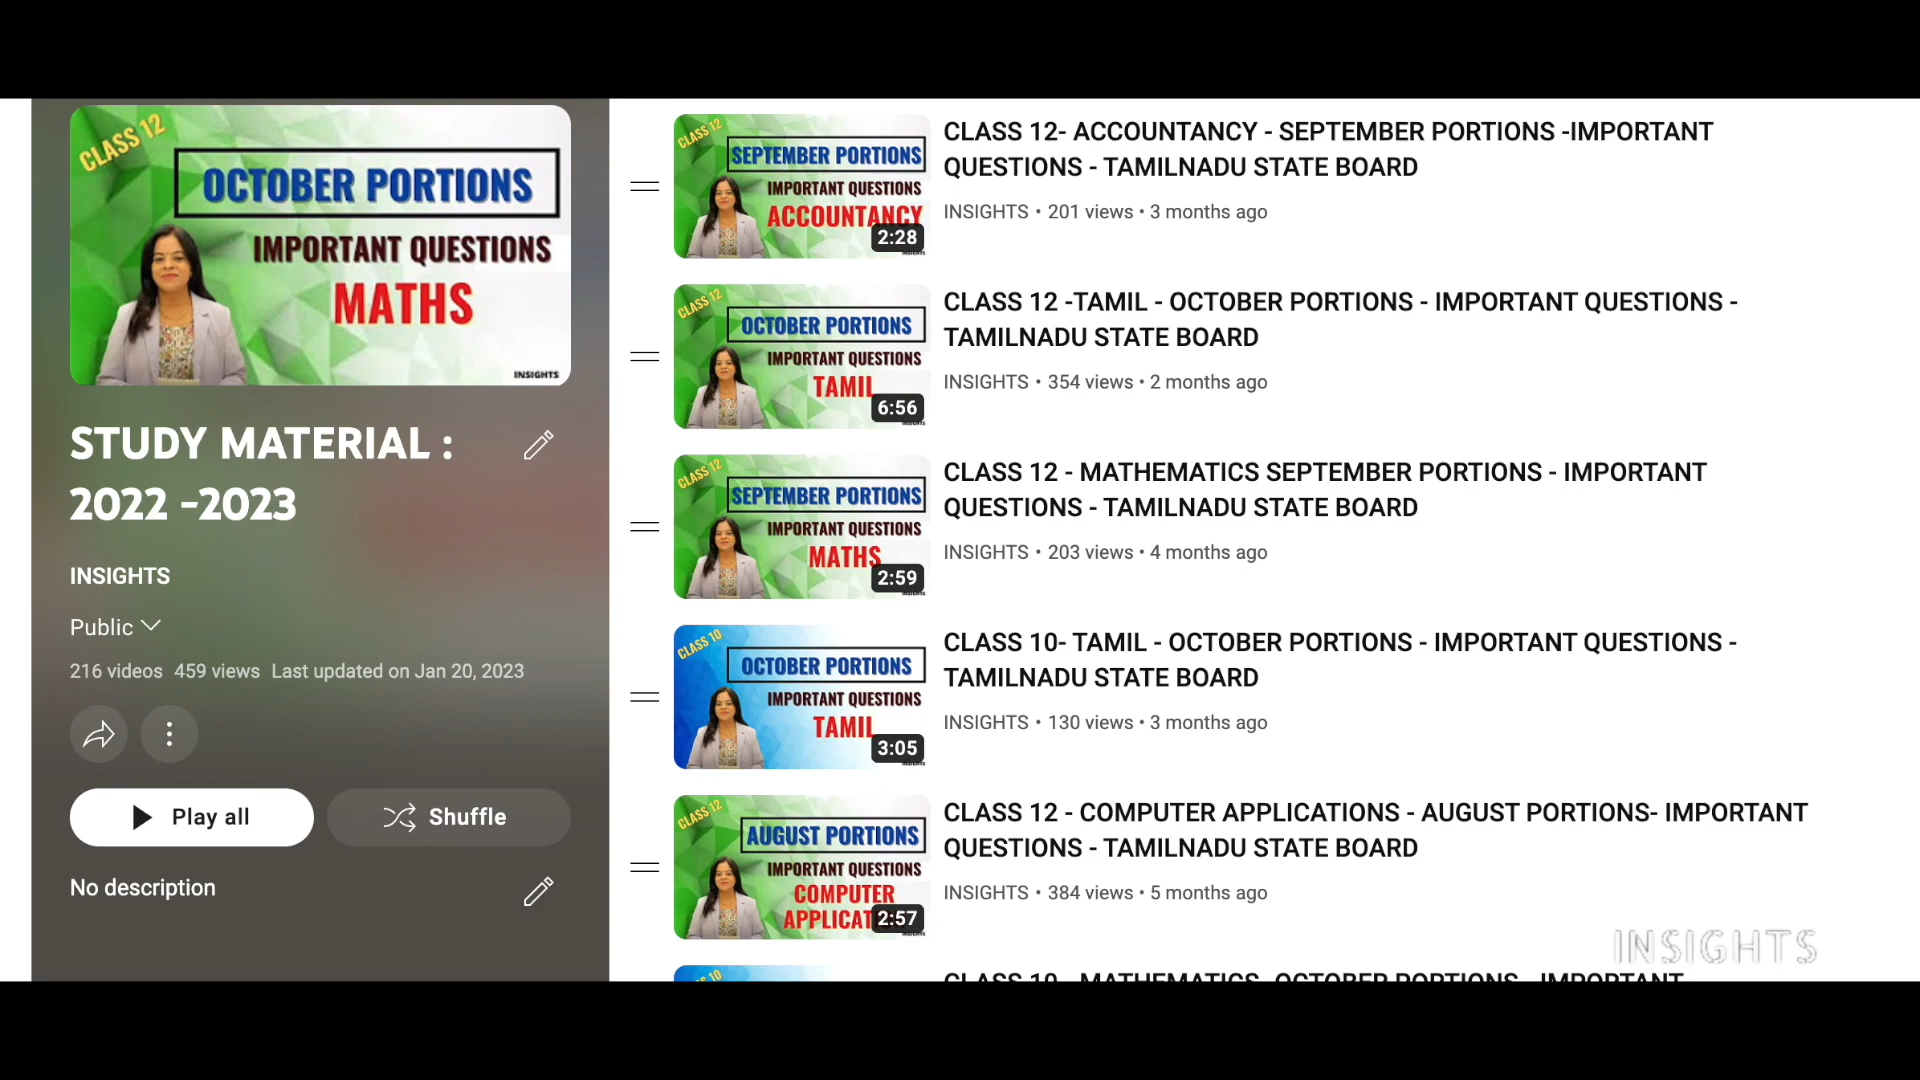 CLASS 12
OCTOBER PORTIONS
IMPORTANT QUESTIONS
MATHS
INSIGHTS
STUDY MATERIAL :
2022 -2023
INSIGHTS
Public
216 videos 459 views Last updated on Jan 20, 2023
Play all
Shuffle
No description
CLASS 12
SEPTEMBER PORTIONS
IMPORTANT QUESTIONS
ACCOUNTANCY
2:28
CLASS 12- ACCOUNTANCY - SEPTEMBER PORTIONS -IMPORTANT
QUESTIONS - TAMILNADU STATE BOARD
INSIGHTS • 201 views • 3 months ago
CLASS 12
OCTOBER PORTIONS
IMPORTANT QUESTIONS
TAMIL
6:56
CLASS 12 -TAMIL - OCTOBER PORTIONS - IMPORTANT QUESTIONS -
TAMILNADU STATE BOARD
INSIGHTS • 354 views • 2 months ago
CLASS 12
SEPTEMBER PORTIONS
IMPORTANT QUESTIONS
MATHS
2:59
CLASS 12 - MATHEMATICS SEPTEMBER PORTIONS - IMPORTANT
QUESTIONS - TAMILNADU STATE BOARD
INSIGHTS • 203 views • 4 months ago
CLASS 10
OCTOBER PORTIONS
IMPORTANT QUESTIONS
TAMIL
3:05
CLASS 10- TAMIL - OCTOBER PORTIONS - IMPORTANT QUESTIONS -
TAMILNADU STATE BOARD
INSIGHTS • 130 views • 3 months ago
CLASS 12
AUGUST PORTIONS
IMPORTANT QUESTIONS
COMPUTER
APPLICAT
2:57
CLASS 12 - COMPUTER APPLICATIONS - AUGUST PORTIONS- IMPORTANT
QUESTIONS - TAMILNADU STATE BOARD
INSIGHTS • 384 views • 5 months ago
INSIGHTS
CLASS 10 - MATHEMATICS -OCTOBER PORTIONS - IMPORTANT